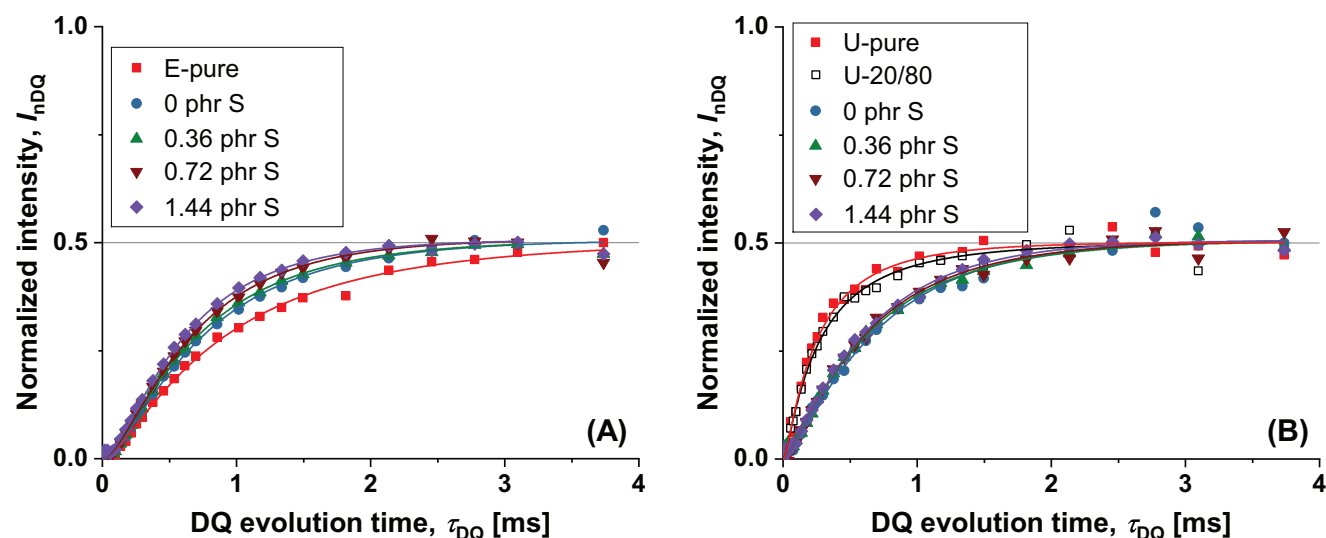 Normalized intensity, InDQ
1.0
0.5
0.0
E-pure
0 phr S
0.36 phr S
0.72 phr S
1.44 phr S
(A)
0 1 2 3 4
DQ evolution time, τDQ [ms]
Normalized intensity, InDQ
1.0
0.5
0.0
U-pure
U-20/80
0 phr S
0.36 phr S
0.72 phr S
1.44 phr S
(B)
0 1 2 3 4
DQ evolution time, τDQ [ms]